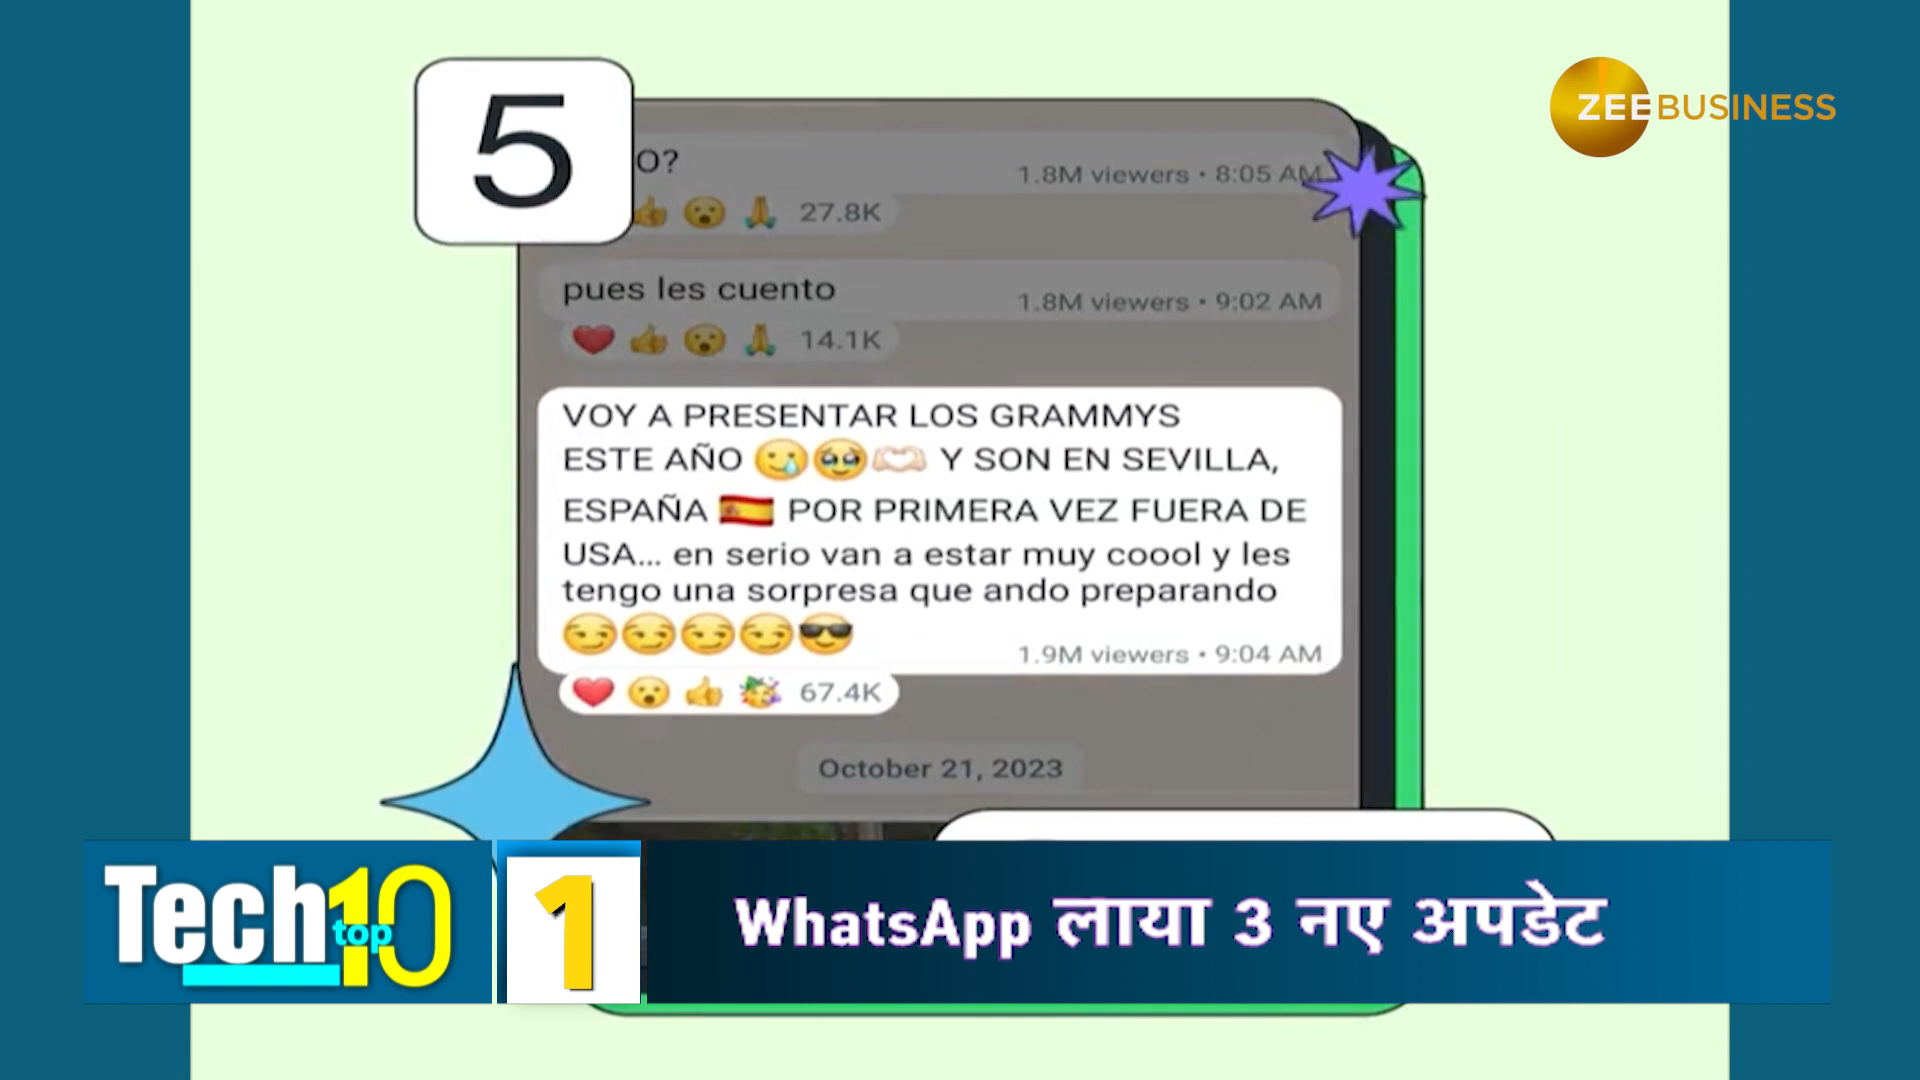 5
ZEEBUSINESS
O?
1.8M viewers • 8:05 AM
27.8K
pues les cuento
1.8M viewers • 9:02 AM
14.1K
VOY A PRESENTAR LOS GRAMMYS
ESTE AÑO 🥲🥹🫶🏻 Y SON EN SEVILLA,
ESPAÑA 🇪🇸 POR PRIMERA VEZ FUERA DE
USA... en serio van a estar muy coool y les
tengo una sorpresa que ando preparando
😏😏😏😏😎
1.9M viewers • 9:04 AM
67.4K
October 21, 2023
Tech top 10
1
WhatsApp लाया 3 नए अपडेट